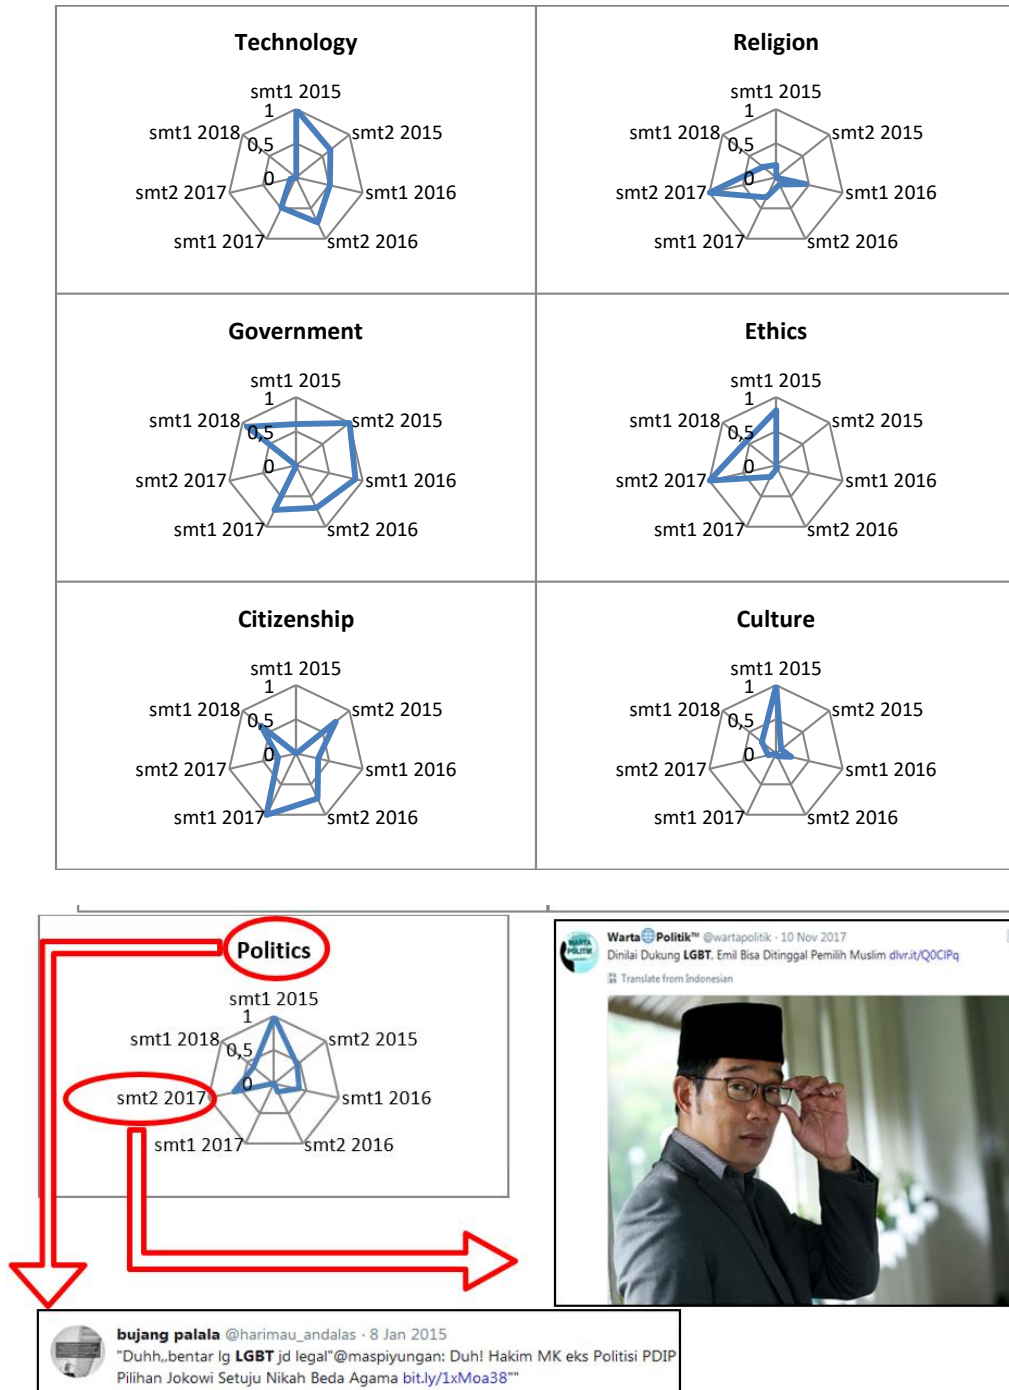 Technology
smt1 2015
1
smt1 2018
smt2 2015
0,5
0
smt2 2017
smt1 2016
smt1 2017
smt2 2016
Religion
smt1 2015
1
smt1 2018
smt2 2015
0,5
0
smt2 2017
smt1 2016
smt1 2017
smt2 2016
Government
smt1 2015
1
smt1 2018
smt2 2015
0,5
0
smt2 2017
smt1 2016
smt1 2017
smt2 2016
Ethics
smt1 2015
1
smt1 2018
smt2 2015
0,5
0
smt2 2017
smt1 2016
smt1 2017
smt2 2016
Citizenship
smt1 2015
1
smt1 2018
smt2 2015
0,5
0
smt2 2017
smt1 2016
smt1 2017
smt2 2016
Culture
smt1 2015
1
smt1 2018
smt2 2015
0,5
0
smt2 2017
smt1 2016
smt1 2017
smt2 2016
Politics
smt1 2015
1
smt1 2018
smt2 2015
0,5
0
smt2 2017
smt1 2016
smt1 2017
smt2 2016
WARTA
POLITIK
Warta Politik™ @wartapolitik · 10 Nov 2017
Dinilai Dukung LGBT, Emil Bisa Ditinggal Pemilih Muslim dlvr.it/Q0ClPq
Translate from Indonesian
bujang palala @harimau_andalas · 8 Jan 2015
"Duhh,,bentar lg LGBT jd legal"@maspiyungan: Duh! Hakim MK eks Politisi PDIP
Pilihan Jokowi Setuju Nikah Beda Agama bit.ly/1xMoa38""